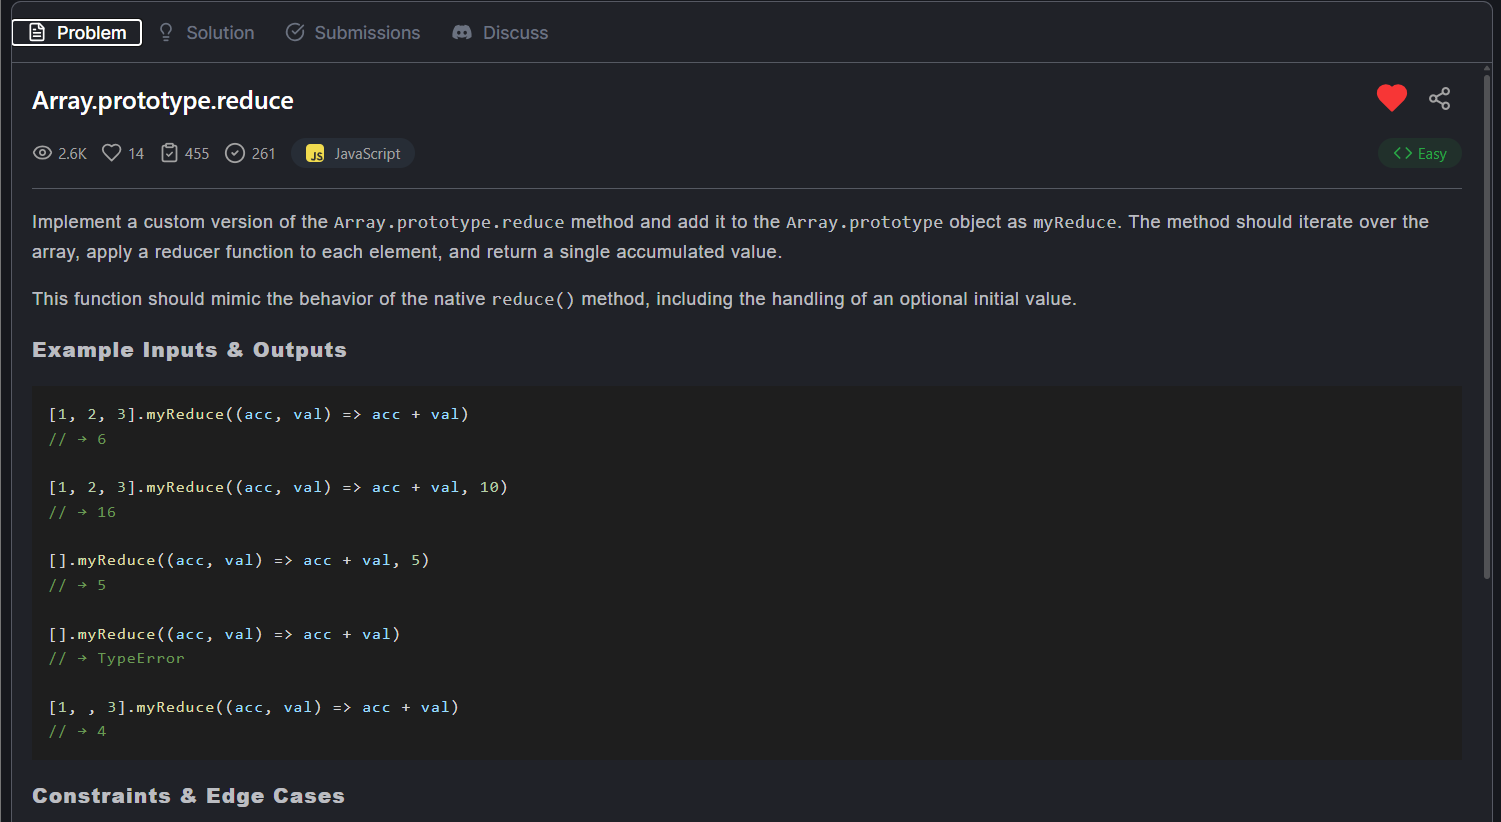 Problem Solution Submissions Discuss
Array.prototype.reduce
2.6K 14 455 261 JS JavaScript <> Easy
Implement a custom version of the Array.prototype.reduce method and add it to the Array.prototype object as myReduce. The method should iterate over the
array, apply a reducer function to each element, and return a single accumulated value.
This function should mimic the behavior of the native reduce() method, including the handling of an optional initial value.
Example Inputs & Outputs
[1, 2, 3].myReduce((acc, val) => acc + val)
// → 6
[1, 2, 3].myReduce((acc, val) => acc + val, 10)
// → 16
[].myReduce((acc, val) => acc + val, 5)
// → 5
[].myReduce((acc, val) => acc + val)
// → TypeError
[1, , 3].myReduce((acc, val) => acc + val)
// → 4
Constraints & Edge Cases